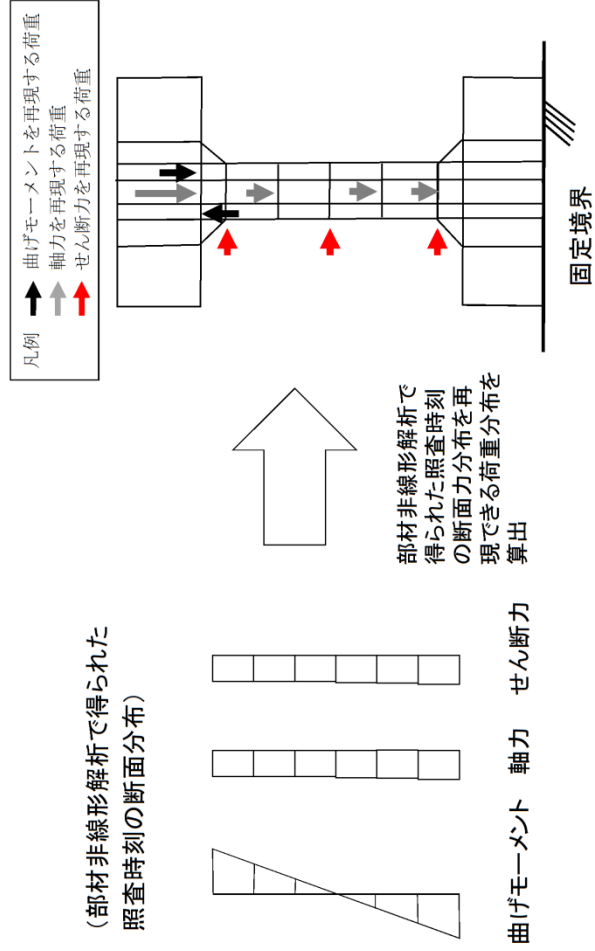 (部材非線形解析で得られた
照査時刻の断面分布)
曲げモーメント 軸力 せん断力
部材非線形解析で
得られた照査時刻
の断面力分布を再
現できる荷重分布を
算出
凡例 曲げモーメントを再現する荷重
軸力を再現する荷重
せん断力を再現する荷重
固定境界